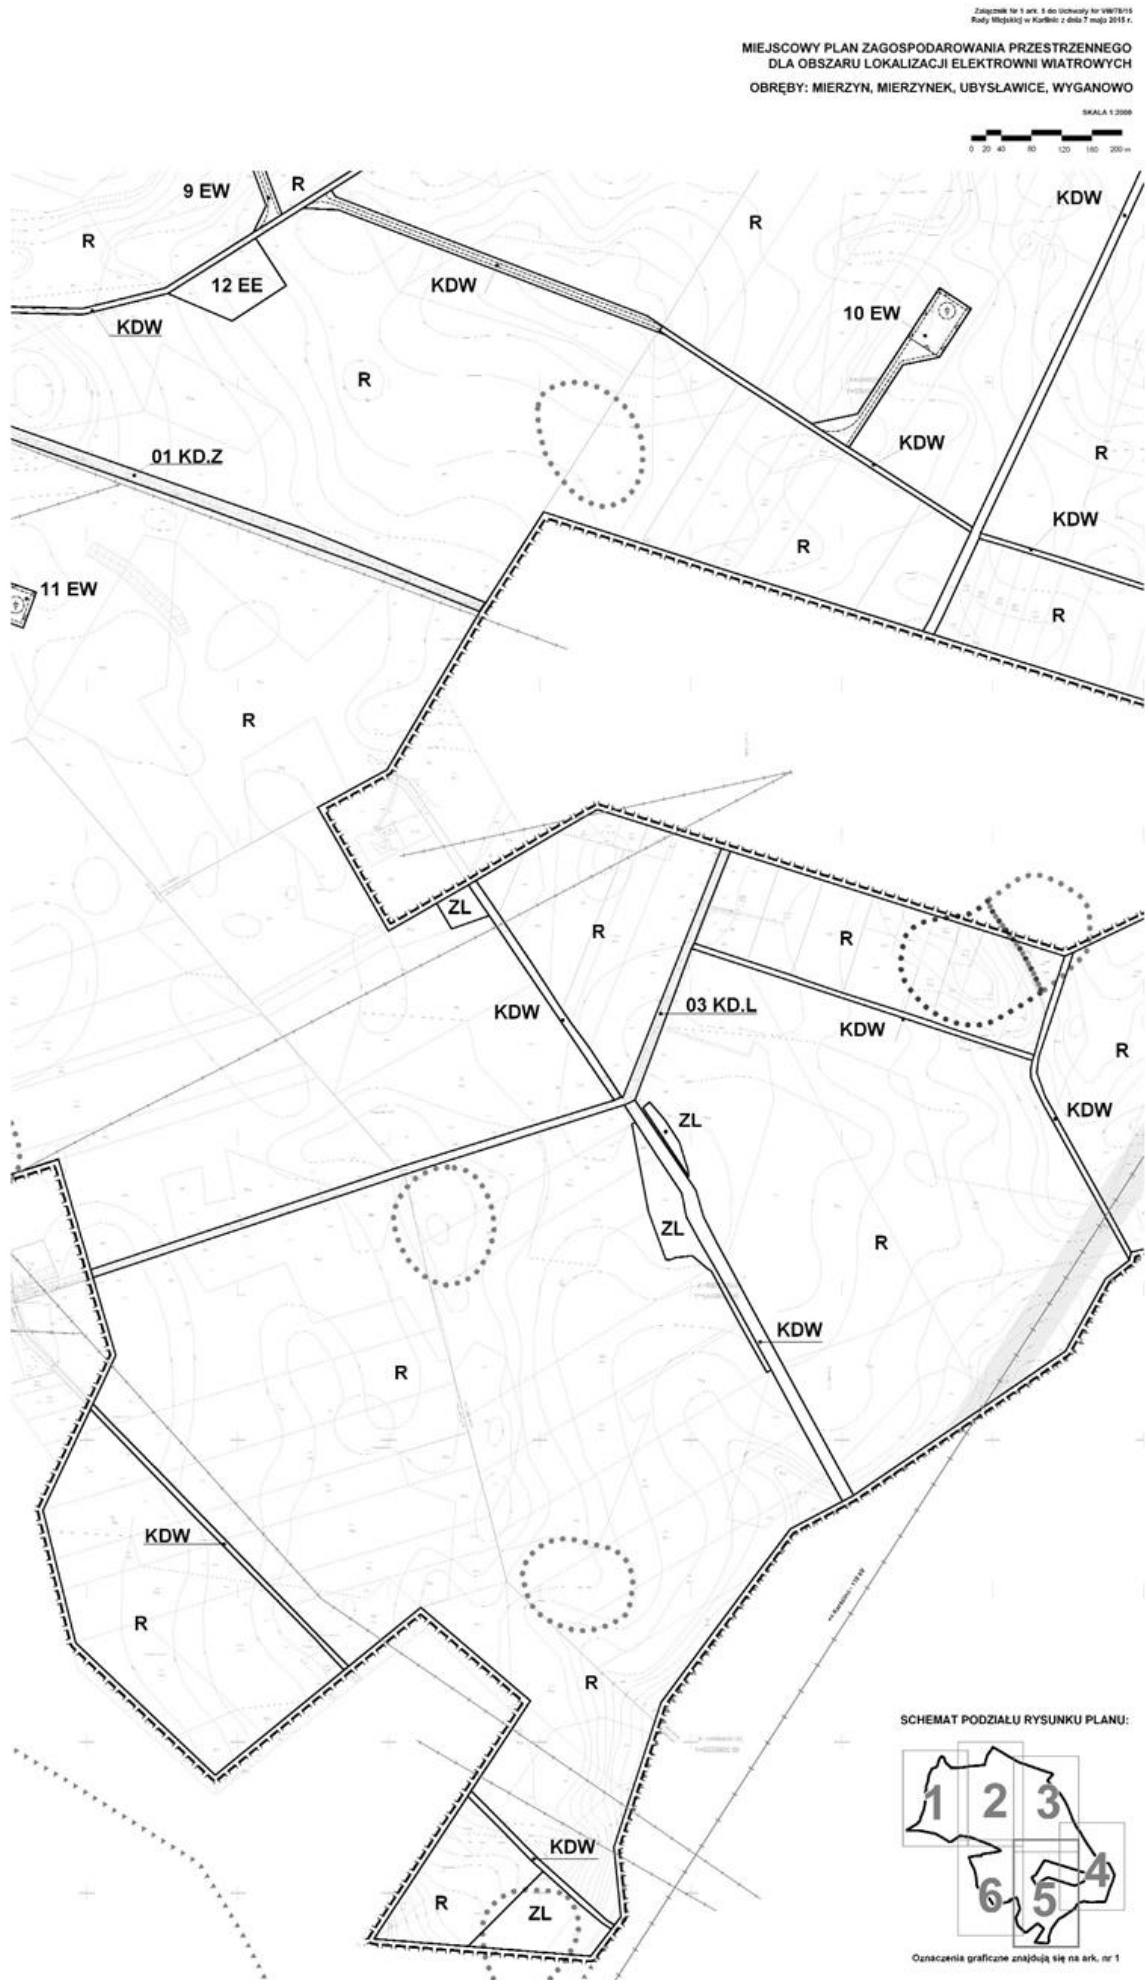 Załącznik Nr 1 ark. 5 do Uchwały Nr VIII/78/15
Rady Miejskiej w Karlinie z dnia 7 maja 2015 r.
MIEJSCOWY PLAN ZAGOSPODAROWANIA PRZESTRZENNEGO
DLA OBSZARU LOKALIZACJI ELEKTROWNI WIATROWYCH
OBRĘBY: MIERZYN, MIERZYNEK, UBYSŁAWICE, WYGANOWO
SKALA 1:2000
0 20 40 80 120 160 200 m
9 EW
R
KDW
R
R
12 EE
KDW
10 EW
KDW
R
KDW
R
01 KD.Z
KDW
R
11 EW
R
R
ZL
R
R
KDW
03 KD.L
KDW
R
KDW
ZL
ZL
R
KDW
R
KDW
R
R
KDW
R
ZL
110 kV
SCHEMAT PODZIAŁU RYSUNKU PLANU:
1
2
3
4
5
6
Oznaczenia graficzne znajdują się na ark. nr 1